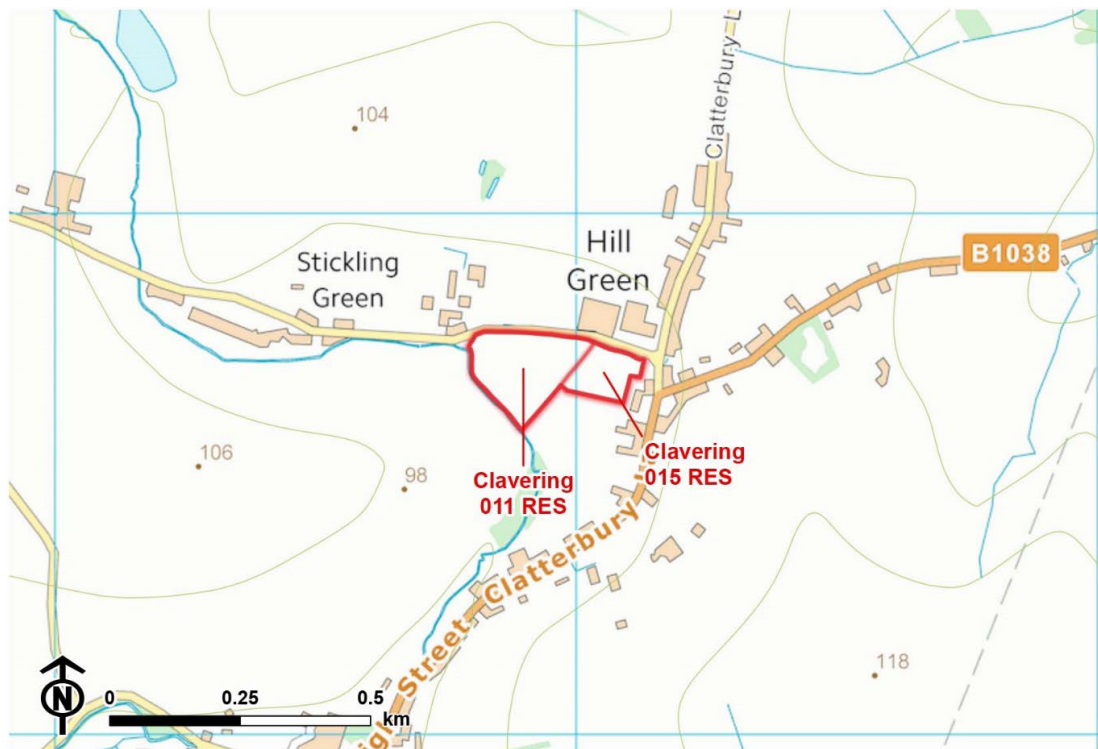 104
Clatterbury L
B1038
Hill
Green
Stickling
Green
106
98
Clavering
015 RES
Clavering
011 RES
Street Clatterbury
118
N
0 0.25 0.5
km